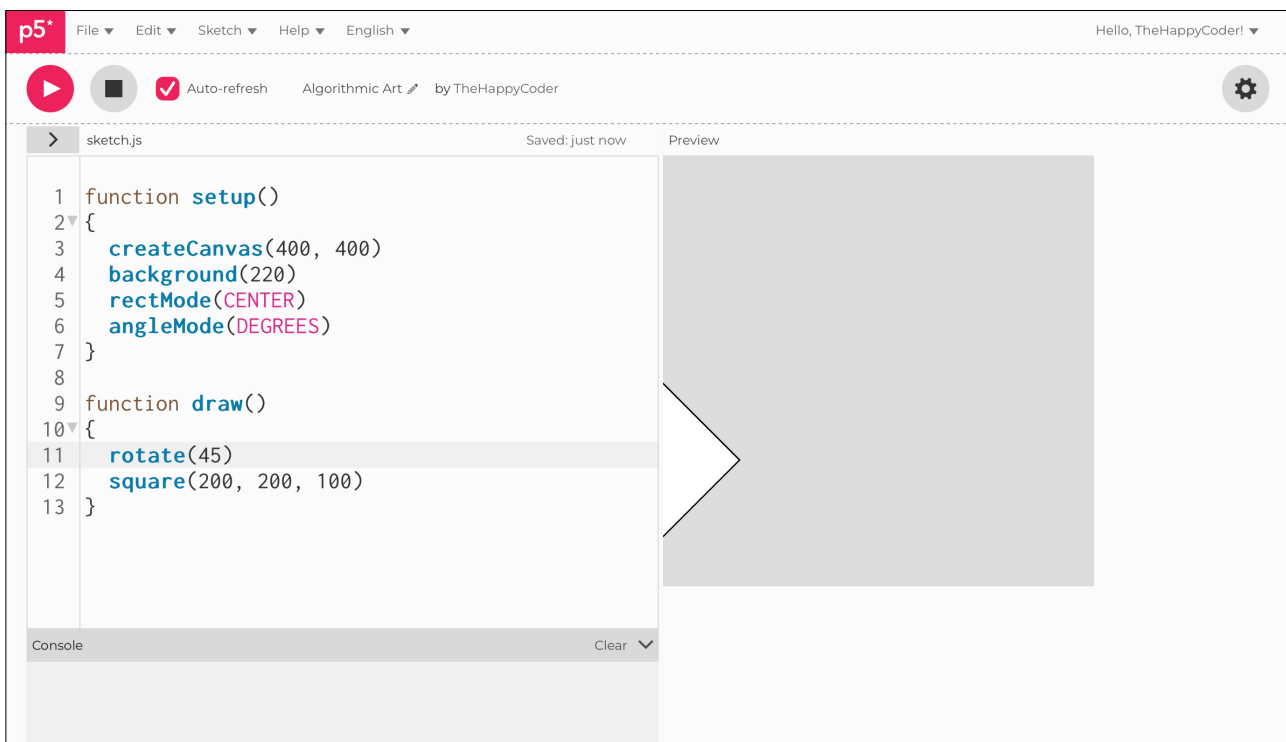 p5* File Edit Sketch Help English Hello, TheHappyCoder!
Auto-refresh Algorithmic Art by TheHappyCoder
sketch.js Saved: just now Preview
1 function setup()
2 {
3   createCanvas(400, 400)
4   background(220)
5   rectMode(CENTER)
6   angleMode(DEGREES)
7 }
8
9 function draw()
10 {
11   rotate(45)
12   square(200, 200, 100)
13 }
Console Clear